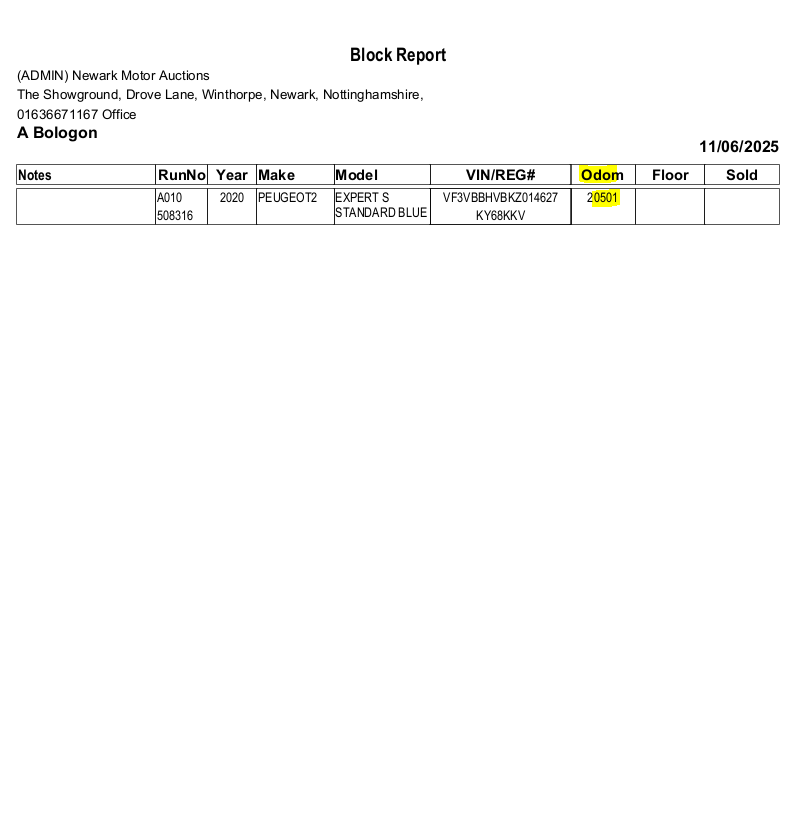 Block Report
(ADMIN) Newark Motor Auctions
The Showground, Drove Lane, Winthorpe, Newark, Nottinghamshire,
01636671167 Office
A Bologon
11/06/2025
Notes RunNo Year Make Model VIN/REG# Odom Floor Sold
A010 2020 PEUGEOT2 EXPERT S VF3VBBHVBKZ014627 20501
508316 STANDARD BLUE KY68KKV